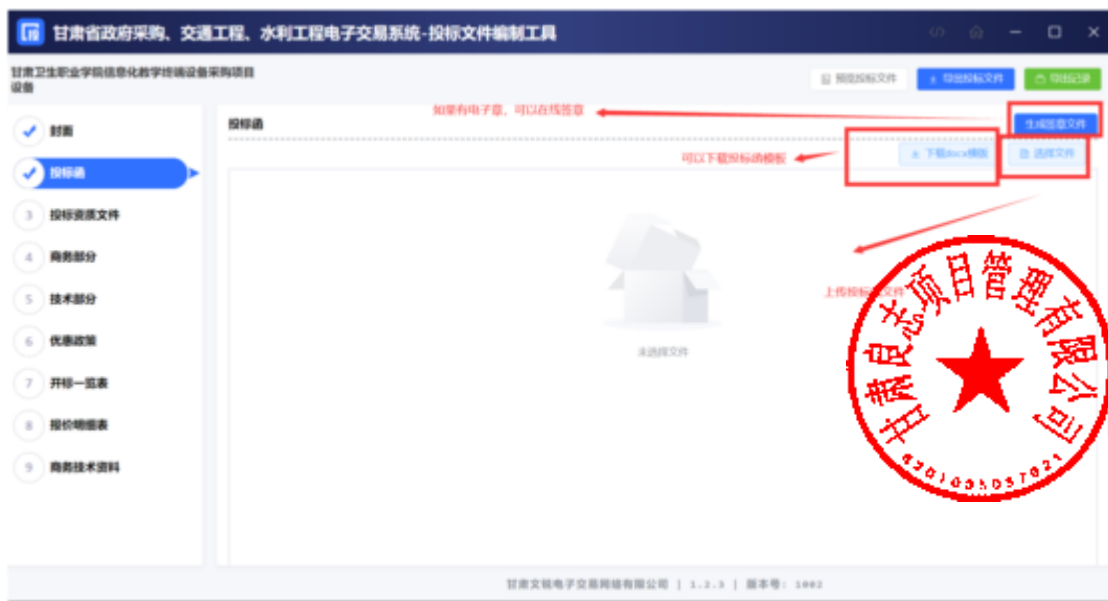 投
甘肃省政府采购、交通工程、水利工程电子交易系统-投标文件编制工具
甘肃卫生职业学院信息化教学终端设备采购项目
设备
预览投标文件
导出投标文件
导出记录
封面
投标函
3 投标资质文件
4 商务部分
5 技术部分
6 优惠政策
7 开标一览表
8 报价明细表
9 商务技术资料
投标函
如果有电子章，可以在线签章
生成签章文件
可以下载投标函模板
下载docx模板
选择文件
上传投标函文件
未选择文件
甘肃良志项目管理有限公司
甘肃文锐电子交易网络有限公司 | 1.2.3 | 版本号: 1002